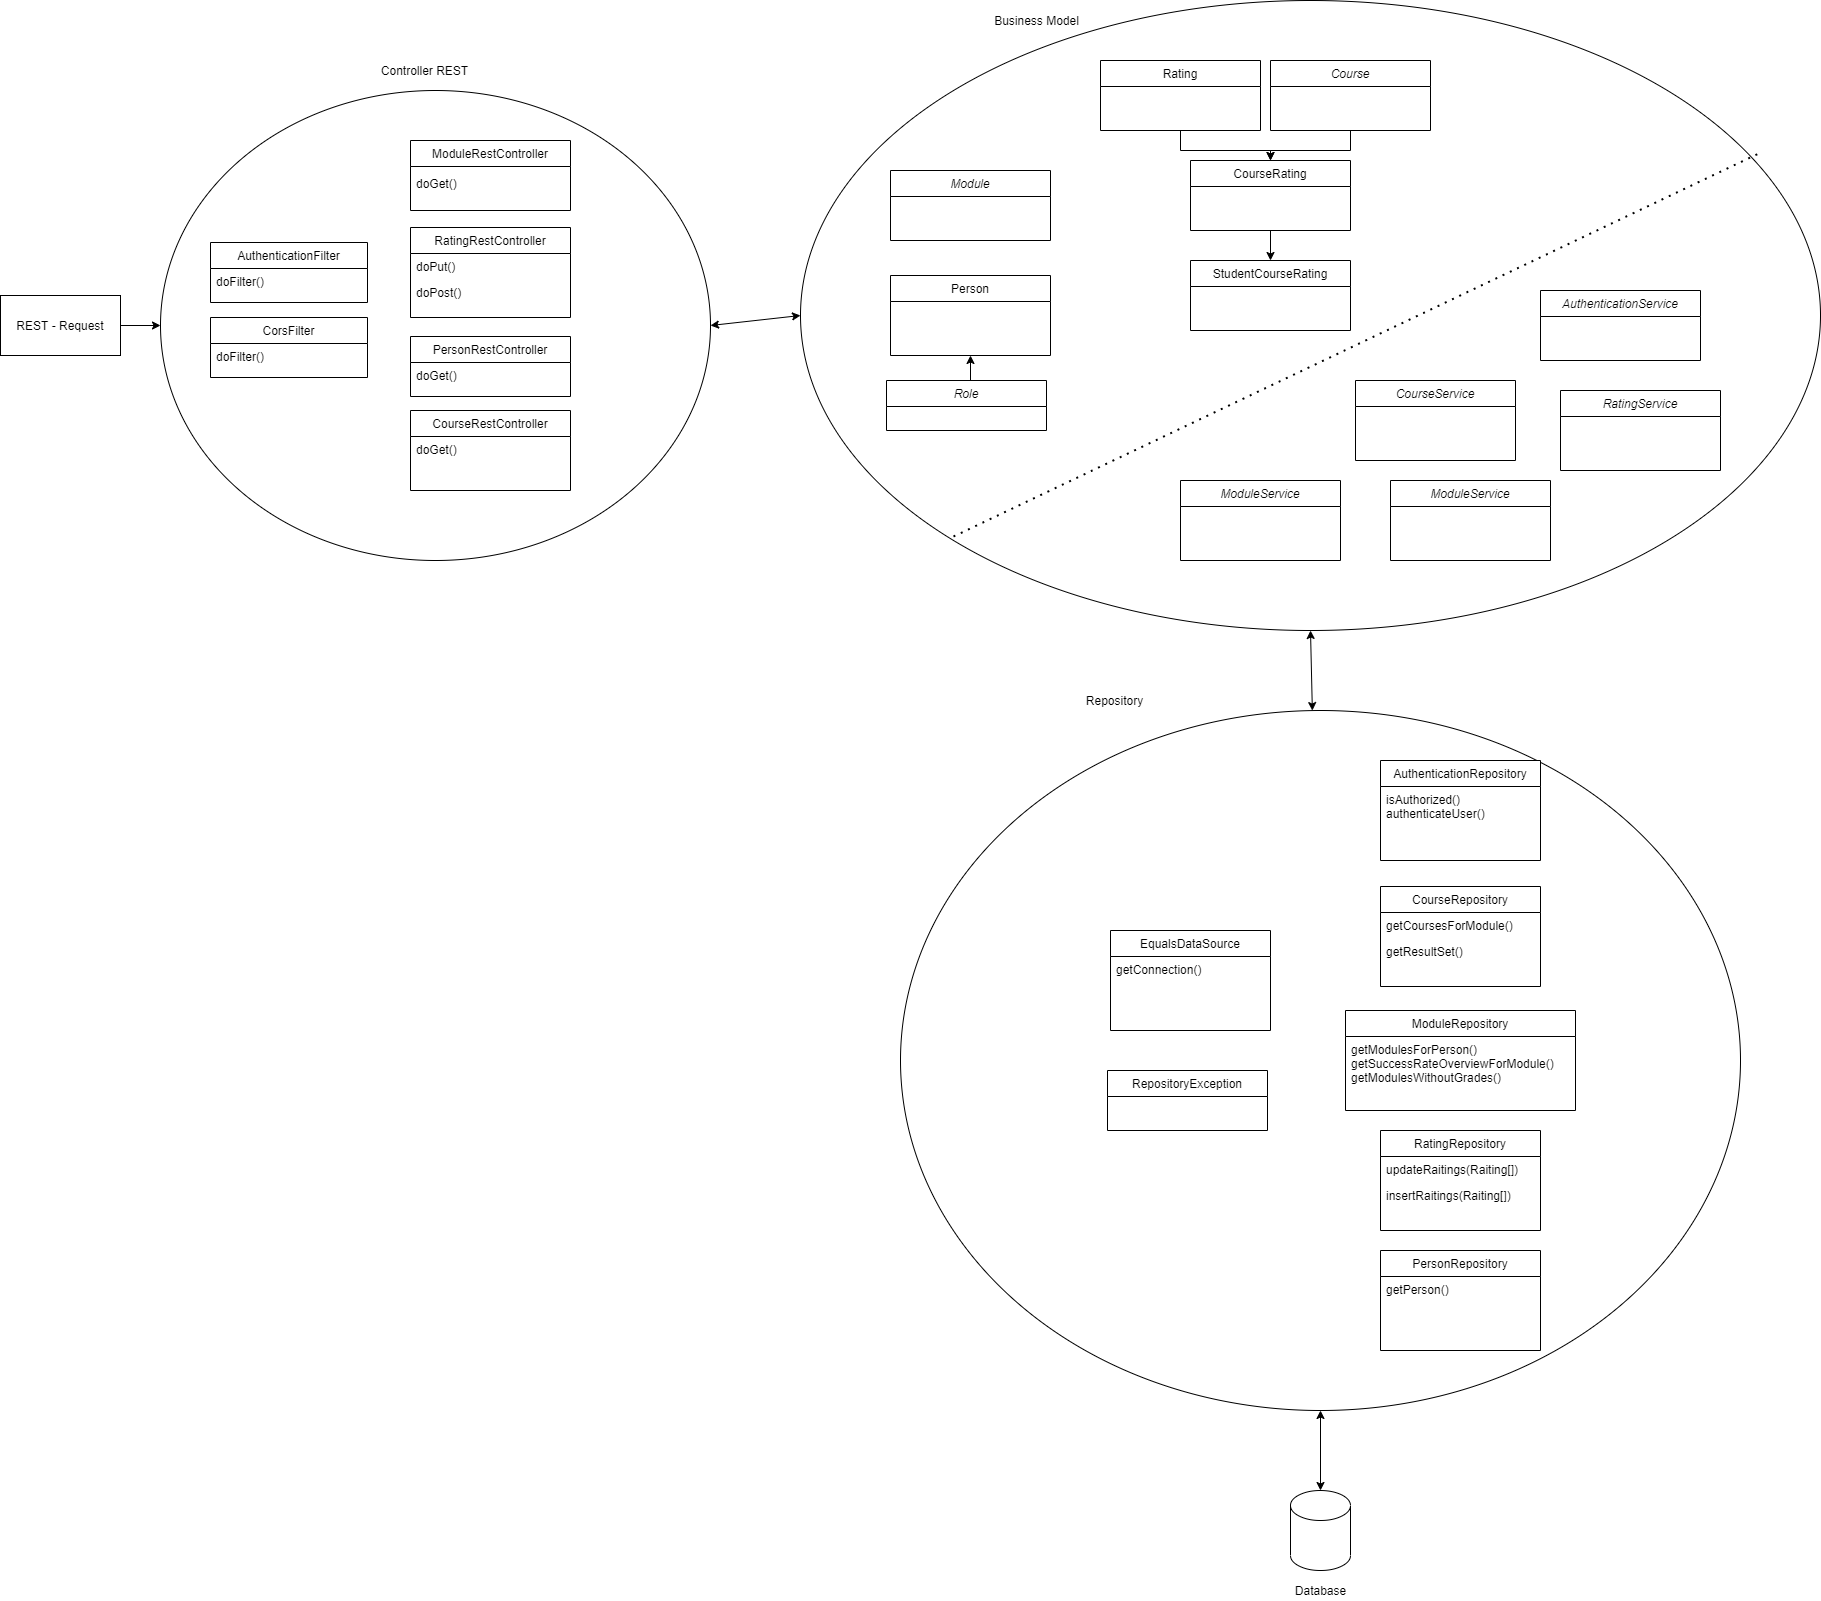 Business Model
Controller REST
REST - Request
AuthenticationFilter
doFilter()
CorsFilter
doFilter()
ModuleRestController
doGet()
RatingRestController
doPut()
doPost()
PersonRestController
doGet()
CourseRestController
doGet()
Rating
Course
CourseRating
StudentCourseRating
Module
Person
Role
AuthenticationService
CourseService
RatingService
ModuleService
ModuleService
Repository
EqualsDataSource
getConnection()
RepositoryException
AuthenticationRepository
isAuthorized()
authenticateUser()
CourseRepository
getCoursesForModule()
getResultSet()
ModuleRepository
getModulesForPerson()
getSuccessRateOverviewForModule()
getModulesWithoutGrades()
RatingRepository
updateRaitings(Raiting[])
insertRaitings(Raiting[])
PersonRepository
getPerson()
Database